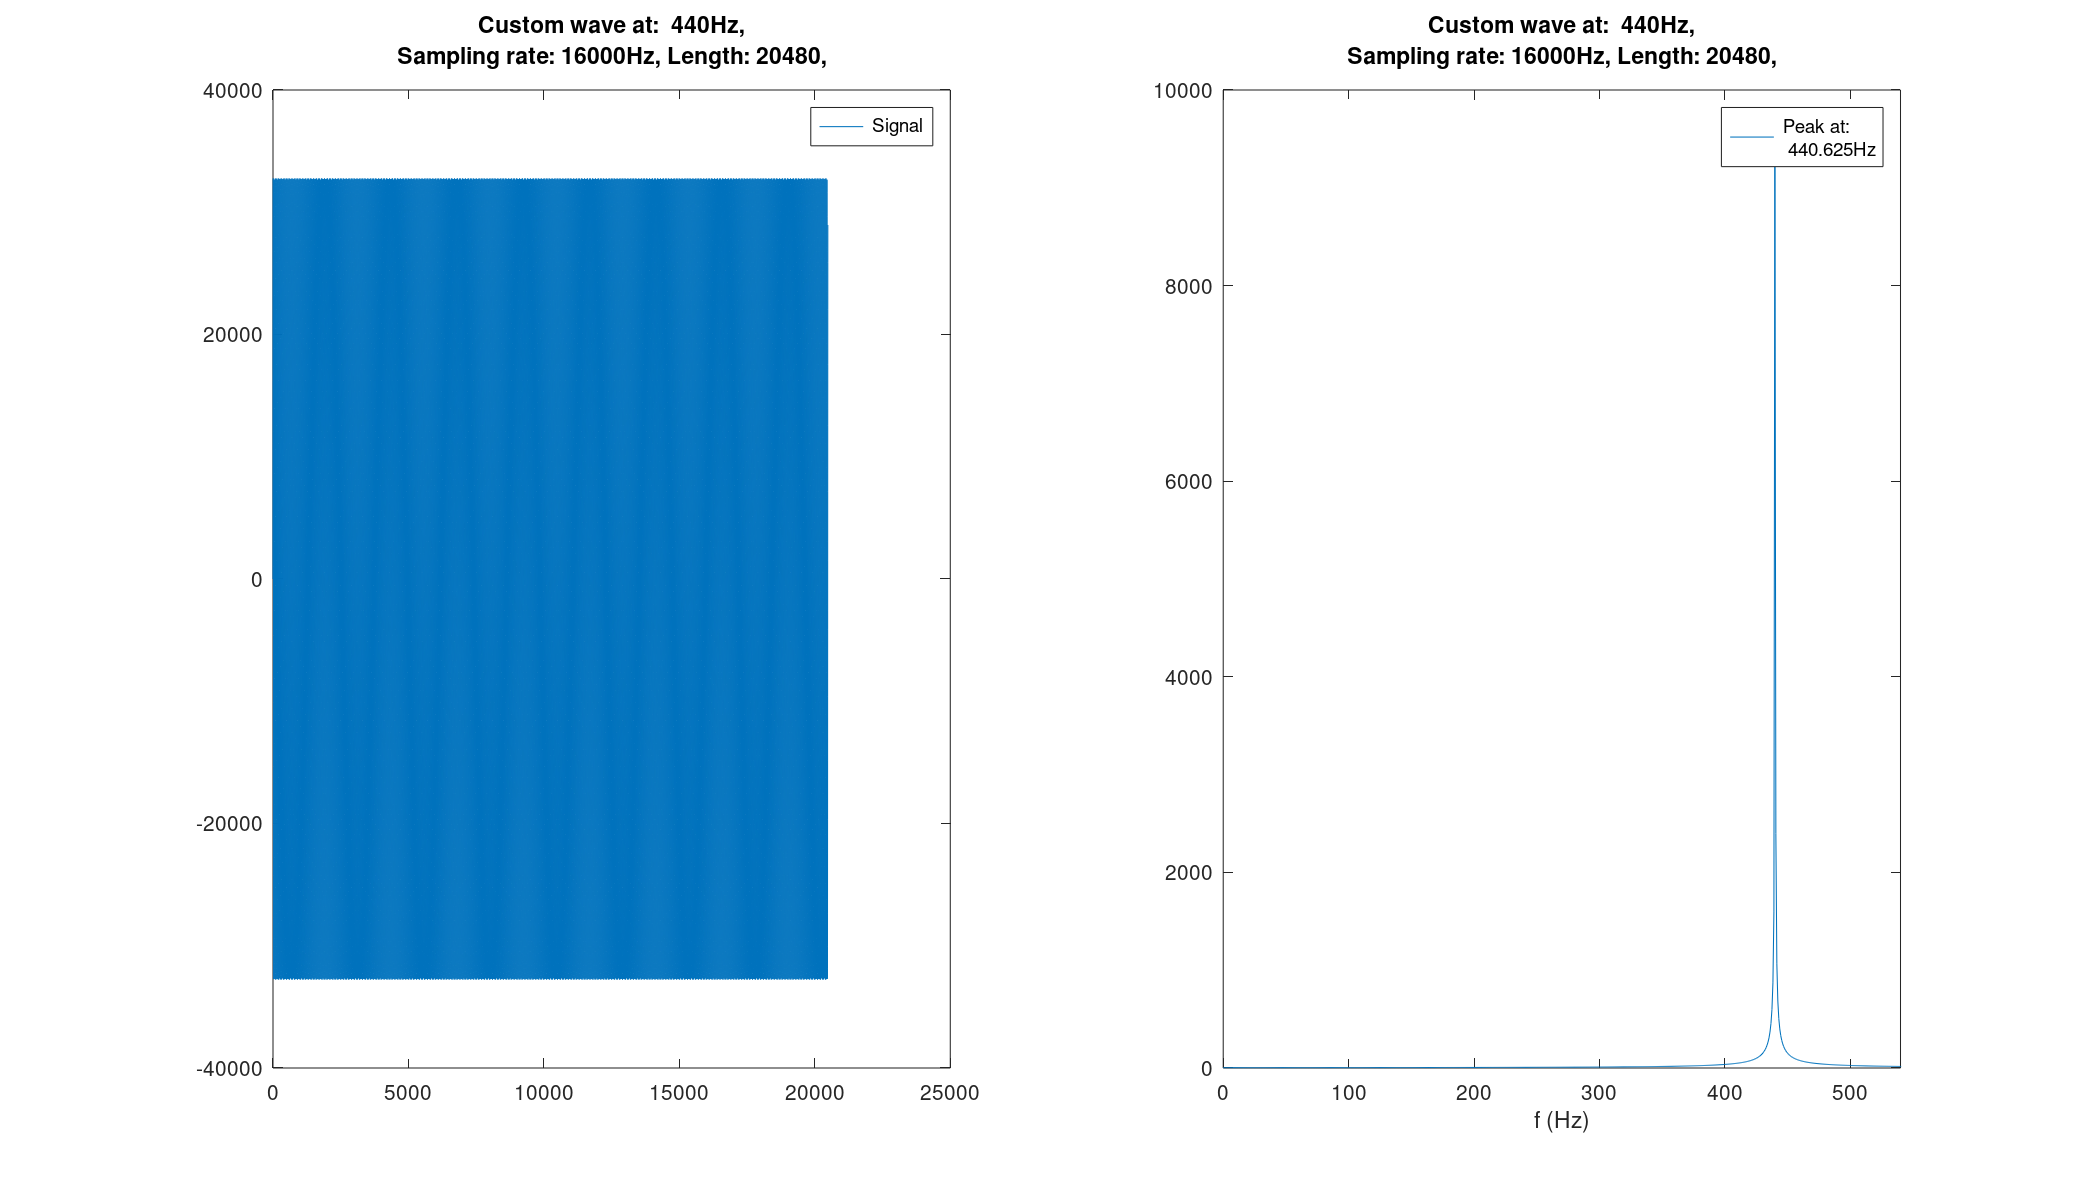 Custom wave at:  440Hz,
Sampling rate: 16000Hz, Length: 20480,
40000
20000
0
-20000
-40000
0 5000 10000 15000 20000 25000
Signal
Custom wave at:  440Hz,
Sampling rate: 16000Hz, Length: 20480,
10000
8000
6000
4000
2000
0
0 100 200 300 400 500
f (Hz)
Peak at:
440.625Hz